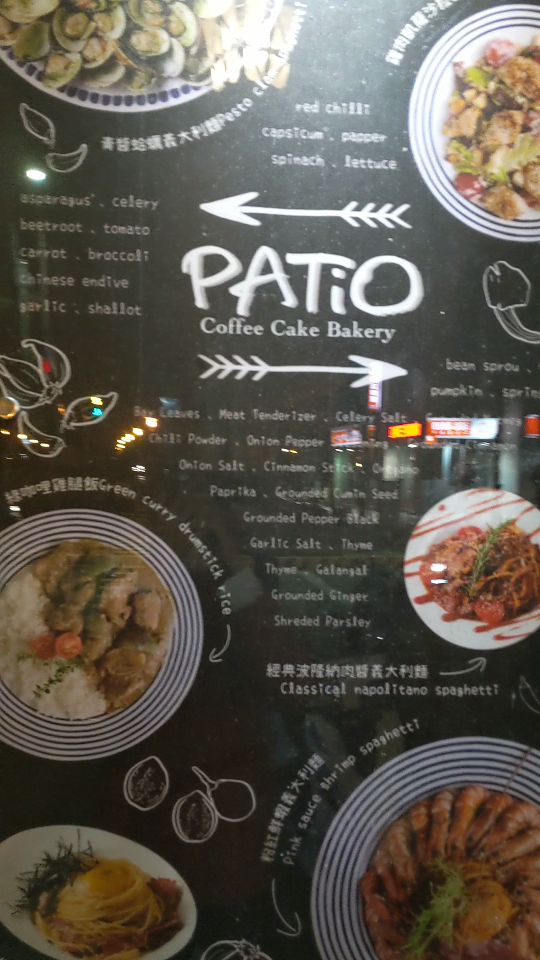 青醬蛤蠣義大利麵Pesto
red chilli
capsicum . papper
spinach . lettuce
asparagus . celery
beetroot . tomato
carrot . broccoli
chinese endive
garlic . shallot
PATiO
Coffee Cake Bakery
bean sprou
pumpkin . sprin
Bay Leaves . Meat Tenderizer . Celery Salt
Chili Powder . Onion Pepper
Onion Salt . Cinnamon Stick . Oregano
Paprika . Grounded Cumin Seed
Grounded Pepper Black
Garlic Salt . Thyme
Thyme . Galangal
Grounded Ginger
Shredded Parsley
綠咖哩雞腿飯Green curry drumstick rice
經典波隆納肉醬義大利麵
Classical napolitano spaghetti
粉紅鮮蝦義大利麵
Pink sauce shrimp spaghetti